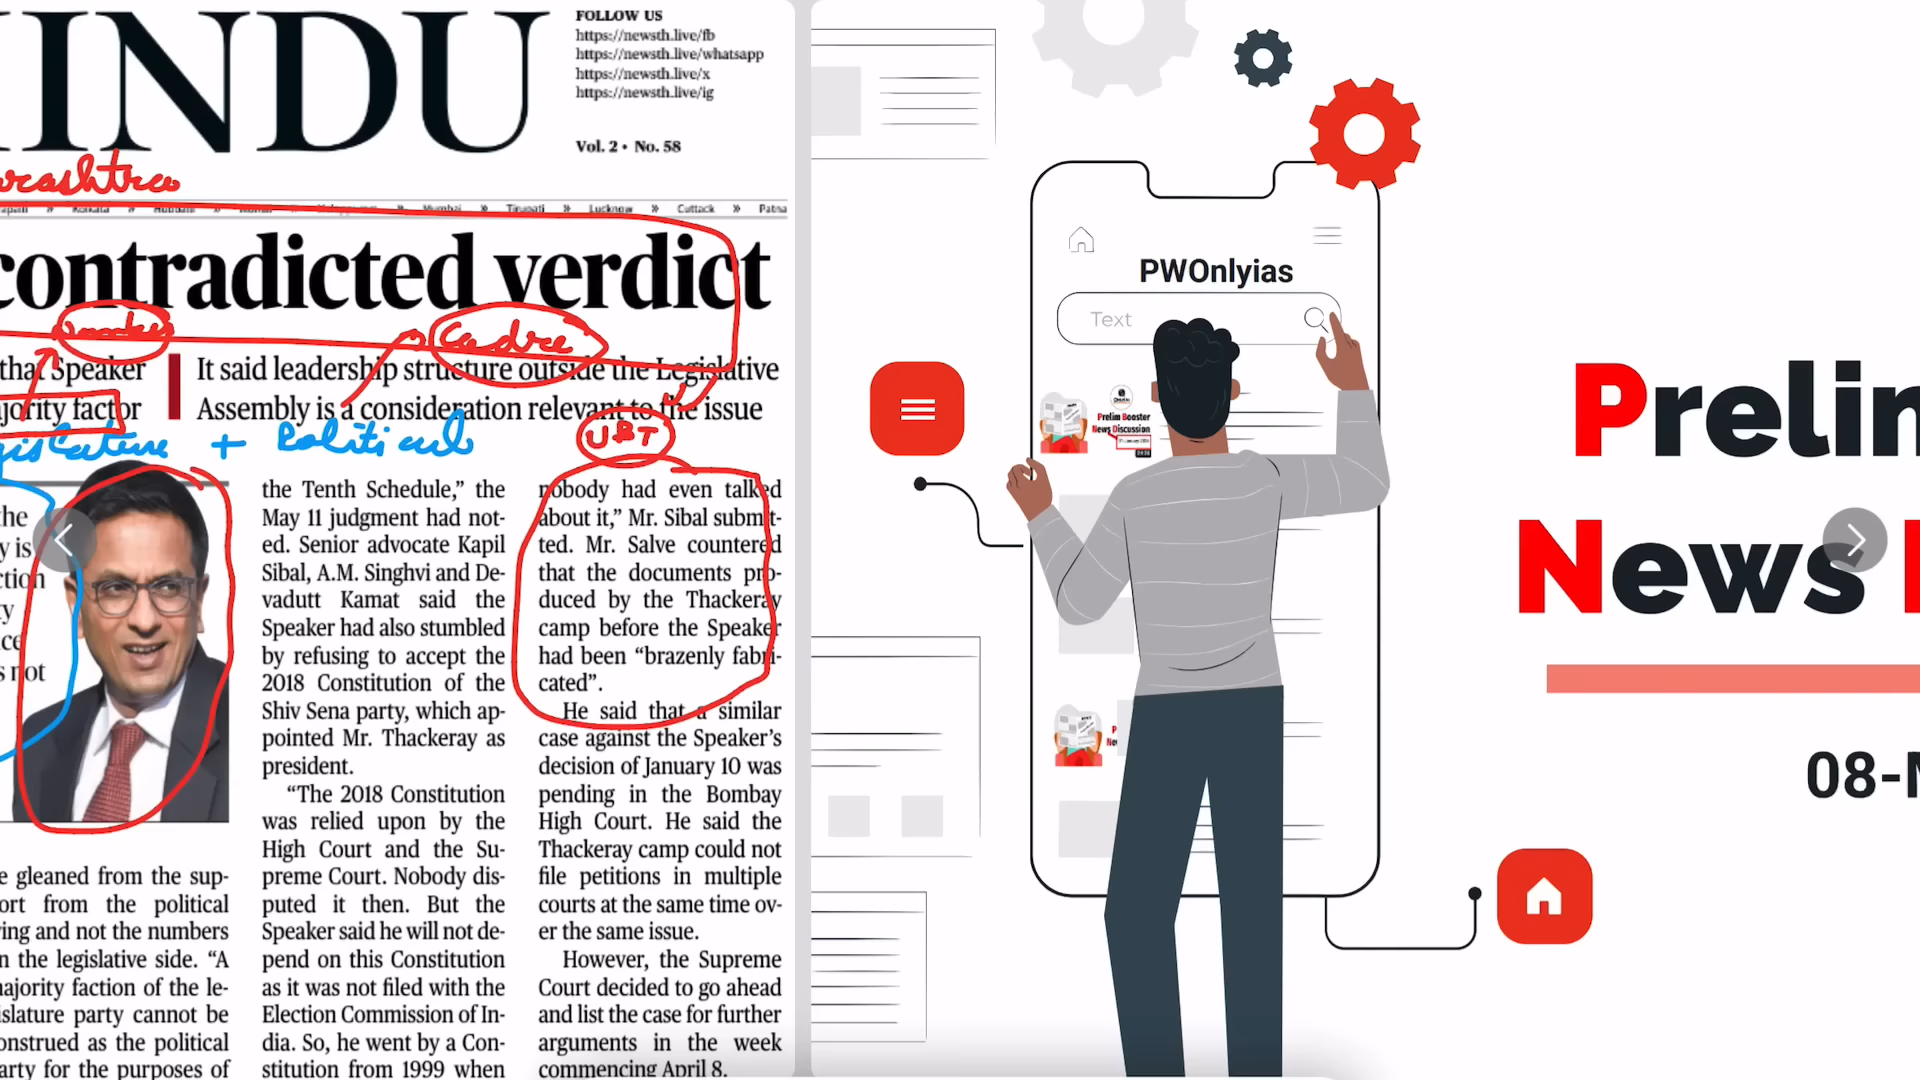 HINDU
FOLLOW US
https://newsth.live/fb
https://newsth.live/whatsapp
https://newsth.live/x
https://newsth.live/ig
Vol. 2 • No. 58
Kolkata » Hubballi » » » Mumbai » Tirupati » Lucknow » Cuttack » Patna
contradicted verdict
Cadre
that Speaker
jority factor
It said leadership structure outside the Legislative
Assembly is a consideration relevant to the issue
+ Political
UBT
the
y is
ction
ty
ce
s not
e gleaned from the sup-
ort from the political
ing and not the numbers
n the legislative side. “A
ajority faction of the le-
islature party cannot be
onstrued as the political
arty for the purposes of
the Tenth Schedule,” the
May 11 judgment had not-
ed. Senior advocate Kapil
Sibal, A.M. Singhvi and De-
vadutt Kamat said the
Speaker had also stumbled
by refusing to accept the
2018 Constitution of the
Shiv Sena party, which ap-
pointed Mr. Thackeray as
president.
“The 2018 Constitution
was relied upon by the
High Court and the Su-
preme Court. Nobody dis-
puted it then. But the
Speaker said he will not de-
pend on this Constitution
as it was not filed with the
Election Commission of In-
dia. So, he went by a Con-
stitution from 1999 when
nobody had even talked
about it,” Mr. Sibal submit-
ted. Mr. Salve countered
that the documents pro-
duced by the Thackeray
camp before the Speaker
had been “brazenly fabri-
cated”.
He said that a similar
case against the Speaker’s
decision of January 10 was
pending in the Bombay
High Court. He said the
Thackeray camp could not
file petitions in multiple
courts at the same time ov-
er the same issue.
However, the Supreme
Court decided to go ahead
and list the case for further
arguments in the week
commencing April 8.
PWOnlyias
Text
Prelim Booster
News Discussion
Prelim
News
08-M